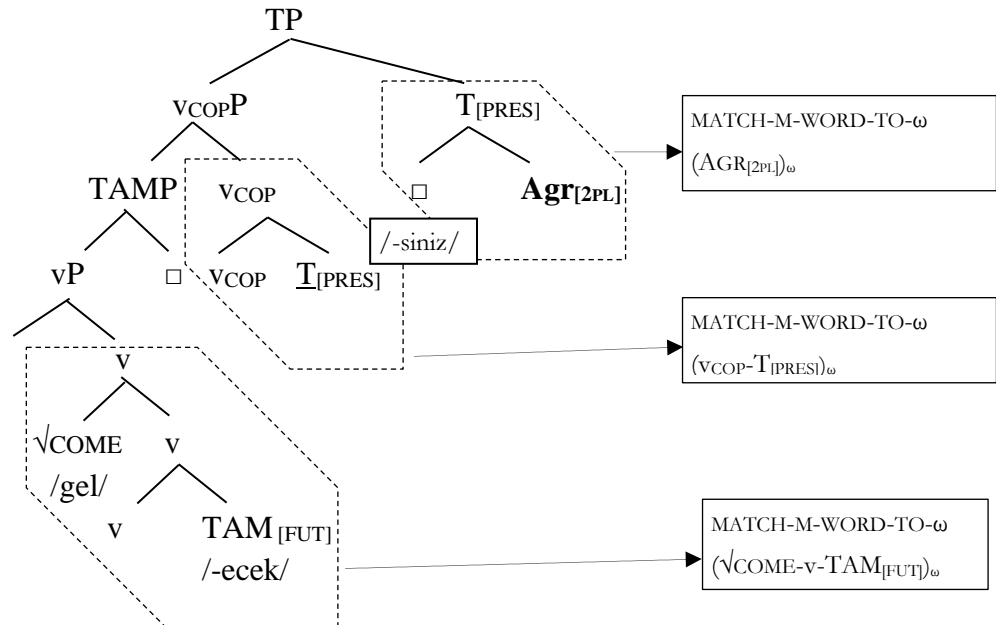 TP
vCOPP
T[PRES]
MATCH-M-WORD-TO-ω
(AGR[2PL])ω
TAMP
vCOP
□
Agr[2PL]
/-siniz/
vP
□
vCOP
T[PRES]
MATCH-M-WORD-TO-ω
(vCOP-T[PRES])ω
v
√COME
v
/gel/
v
TAM [FUT]
/-ecek/
MATCH-M-WORD-TO-ω
(√COME-v-TAM[FUT])ω